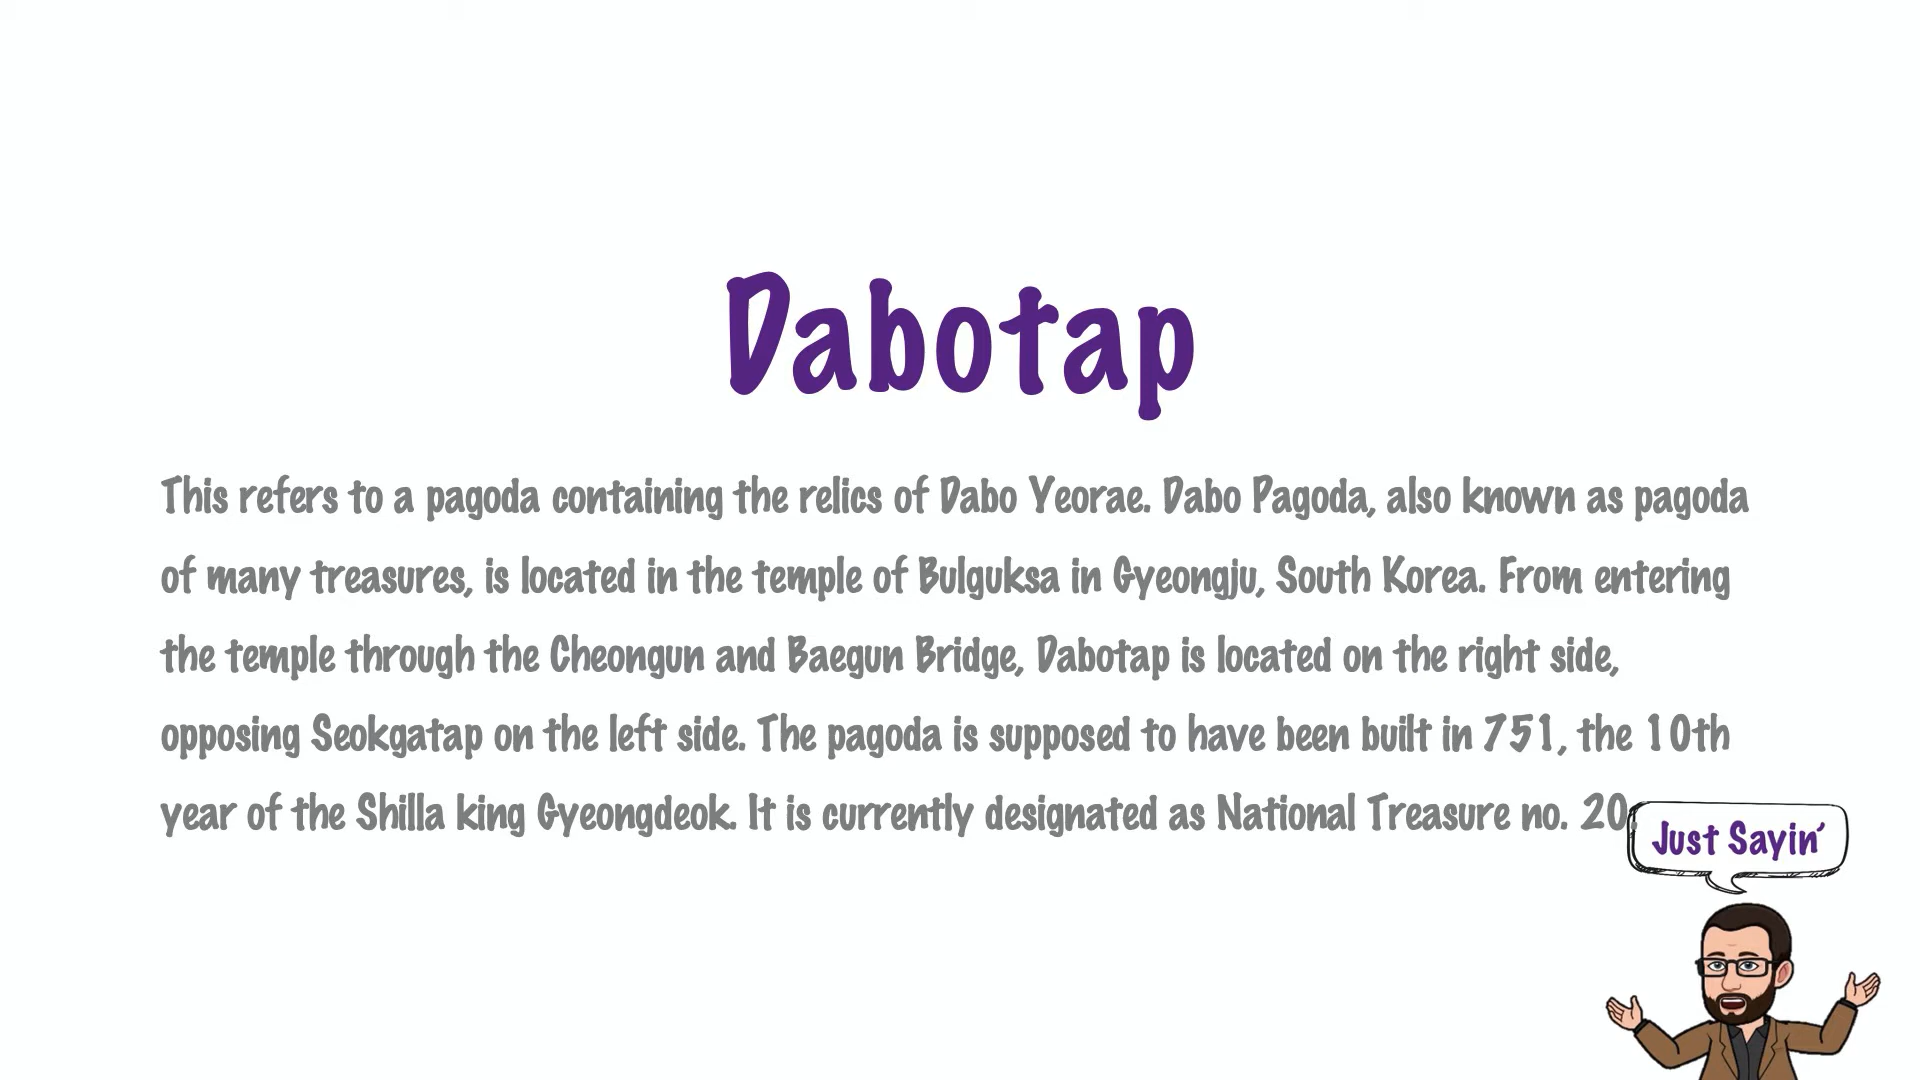 Dabotap
This refers to a pagoda containing the relics of Dabo Yeorae. Dabo Pagoda, also known as pagoda
of many treasures, is located in the temple of Bulguksa in Gyeongju, South Korea. From entering
the temple through the Cheongun and Baegun Bridge, Dabotap is located on the right side,
opposing Seokgatap on the left side. The pagoda is supposed to have been built in 751, the 10th
year of the Shilla king Gyeongdeok. It is currently designated as National Treasure no. 20.
Just Sayin'